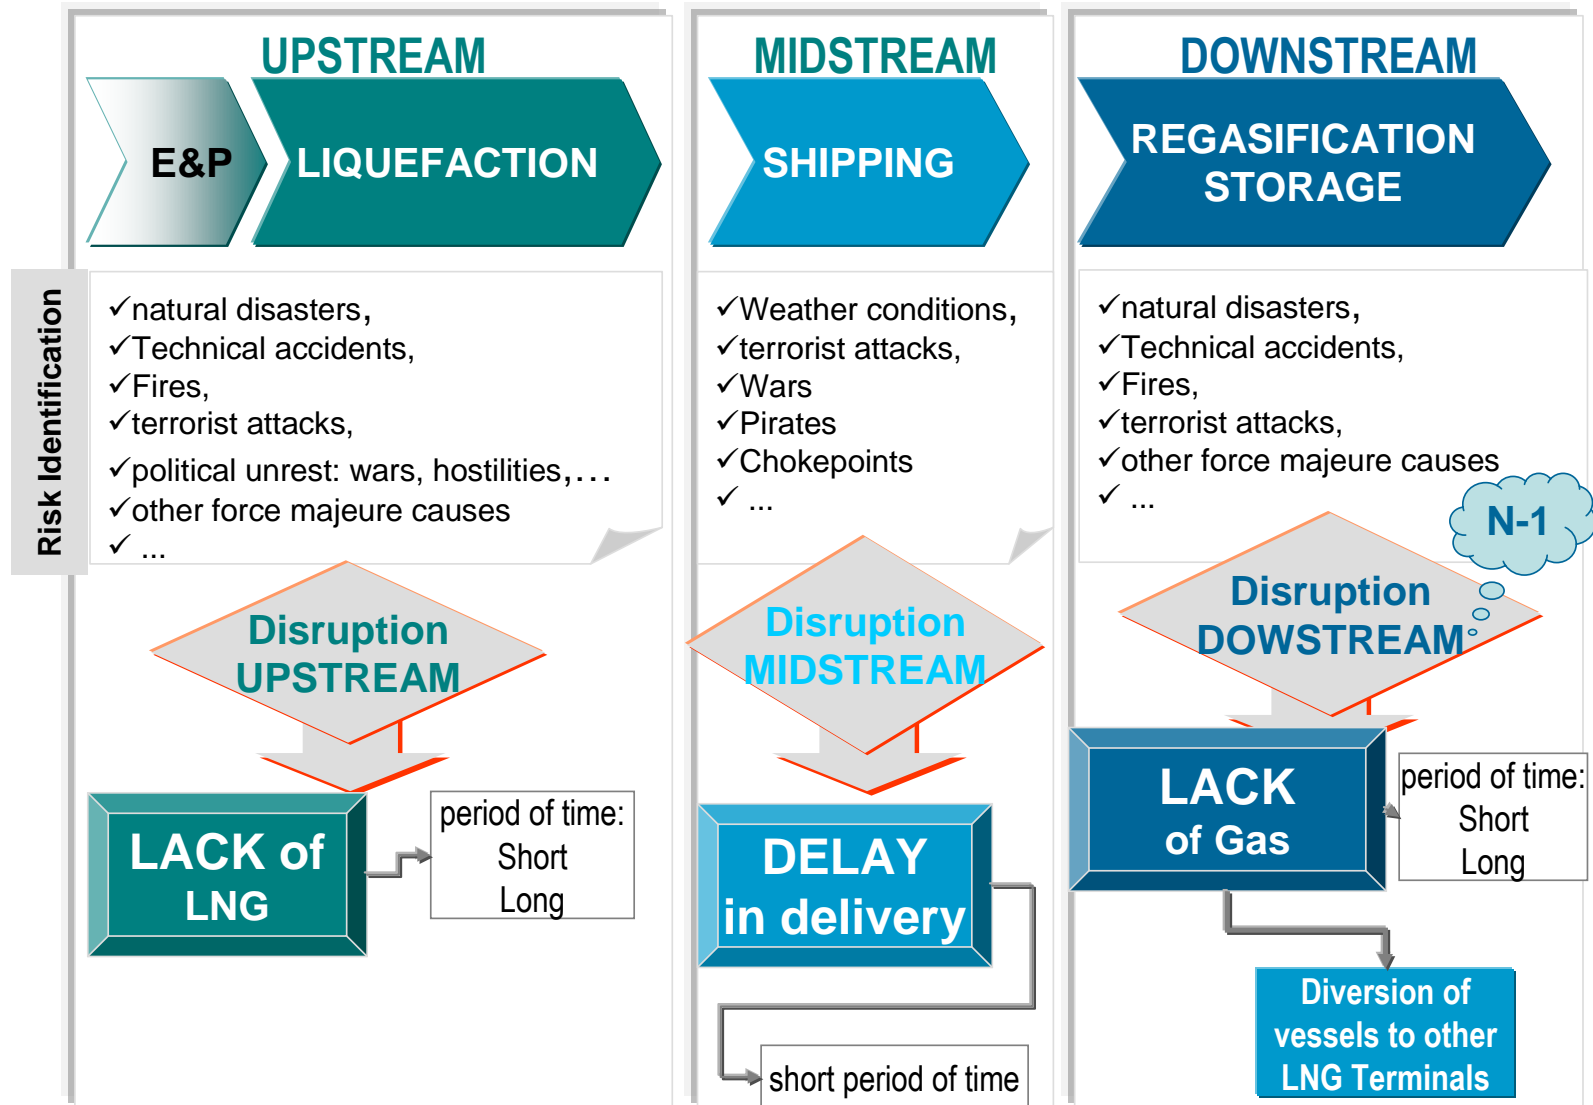 UPSTREAM
E&P
LIQUEFACTION
Risk Identification
✓natural disasters,
✓Technical accidents,
✓Fires,
✓terrorist attacks,
✓political unrest: wars, hostilities,...
✓other force majeure causes
✓ ...
Disruption
UPSTREAM
LACK of
LNG
period of time:
Short
Long
MIDSTREAM
SHIPPING
✓Weather conditions,
✓terrorist attacks,
✓Wars
✓Pirates
✓Chokepoints
✓ ...
Disruption
MIDSTREAM
DELAY
in delivery
short period of time
DOWNSTREAM
REGASIFICATION
STORAGE
✓natural disasters,
✓Technical accidents,
✓Fires,
✓terrorist attacks,
✓other force majeure causes
✓ ...
N-1
Disruption
DOWSTREAM
LACK
of Gas
period of time:
Short
Long
Diversion of
vessels to other
LNG Terminals